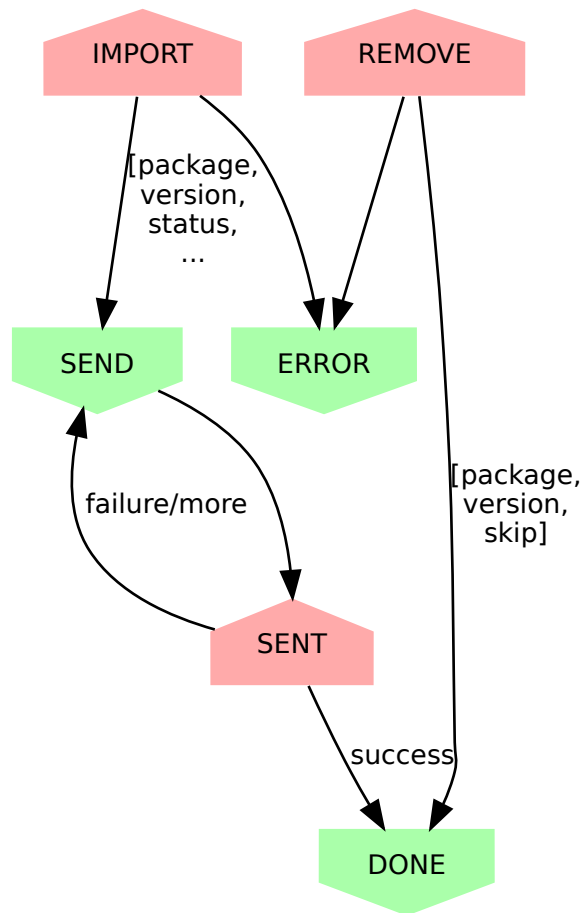 IMPORT
REMOVE
[package,
version,
status,
...
SEND
ERROR
[package,
version,
skip]
failure/more
SENT
success
DONE